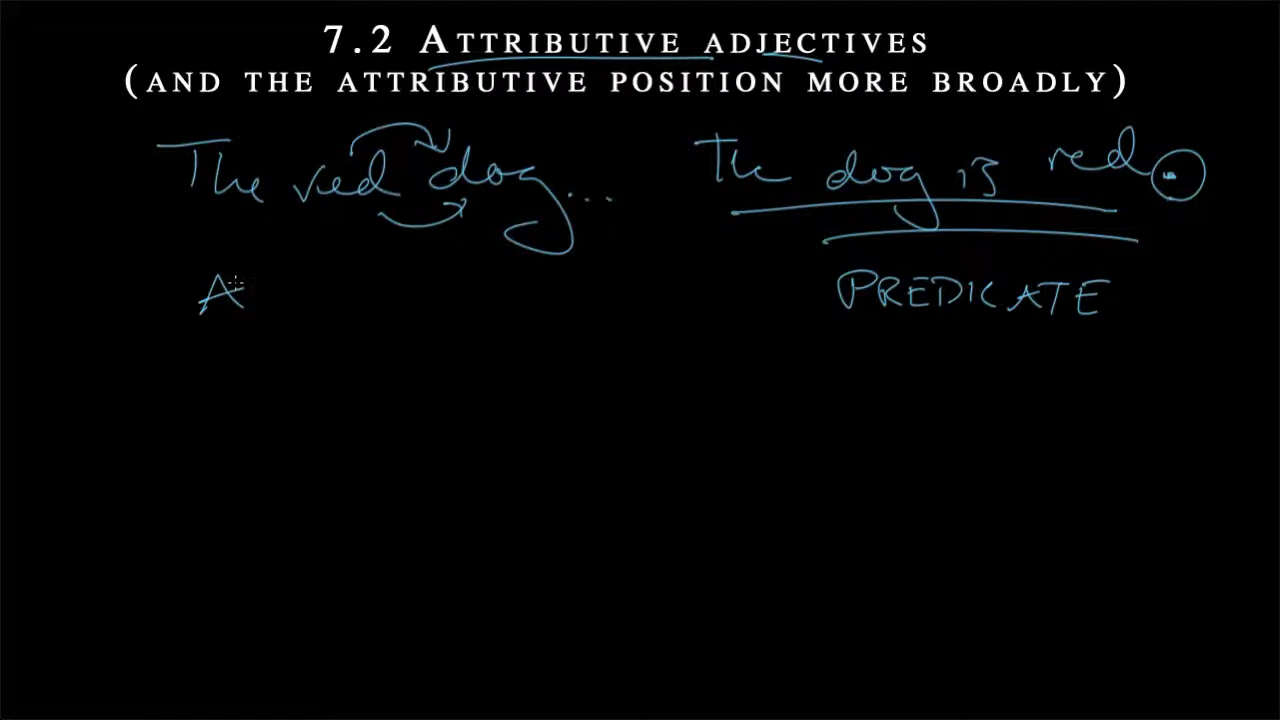 7.2 ATTRIBUTIVE ADJECTIVES
(AND THE ATTRIBUTIVE POSITION MORE BROADLY)
The red dog... The dog is red.
A PREDICATE